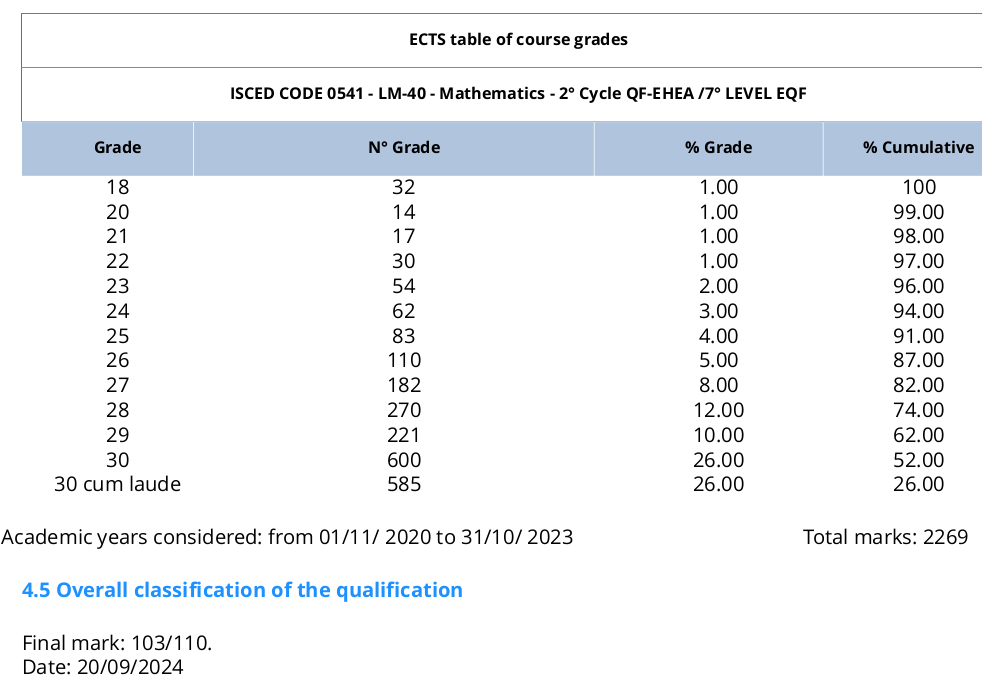 ECTS table of course grades
ISCED CODE 0541 - LM-40 - Mathematics - 2° Cycle QF-EHEA /7° LEVEL EQF
Grade N° Grade % Grade % Cumulative
18 32 1.00 100
20 14 1.00 99.00
21 17 1.00 98.00
22 30 1.00 97.00
23 54 2.00 96.00
24 62 3.00 94.00
25 83 4.00 91.00
26 110 5.00 87.00
27 182 8.00 82.00
28 270 12.00 74.00
29 221 10.00 62.00
30 600 26.00 52.00
30 cum laude 585 26.00 26.00
Academic years considered: from 01/11/ 2020 to 31/10/ 2023 Total marks: 2269
4.5 Overall classification of the qualification
Final mark: 103/110.
Date: 20/09/2024